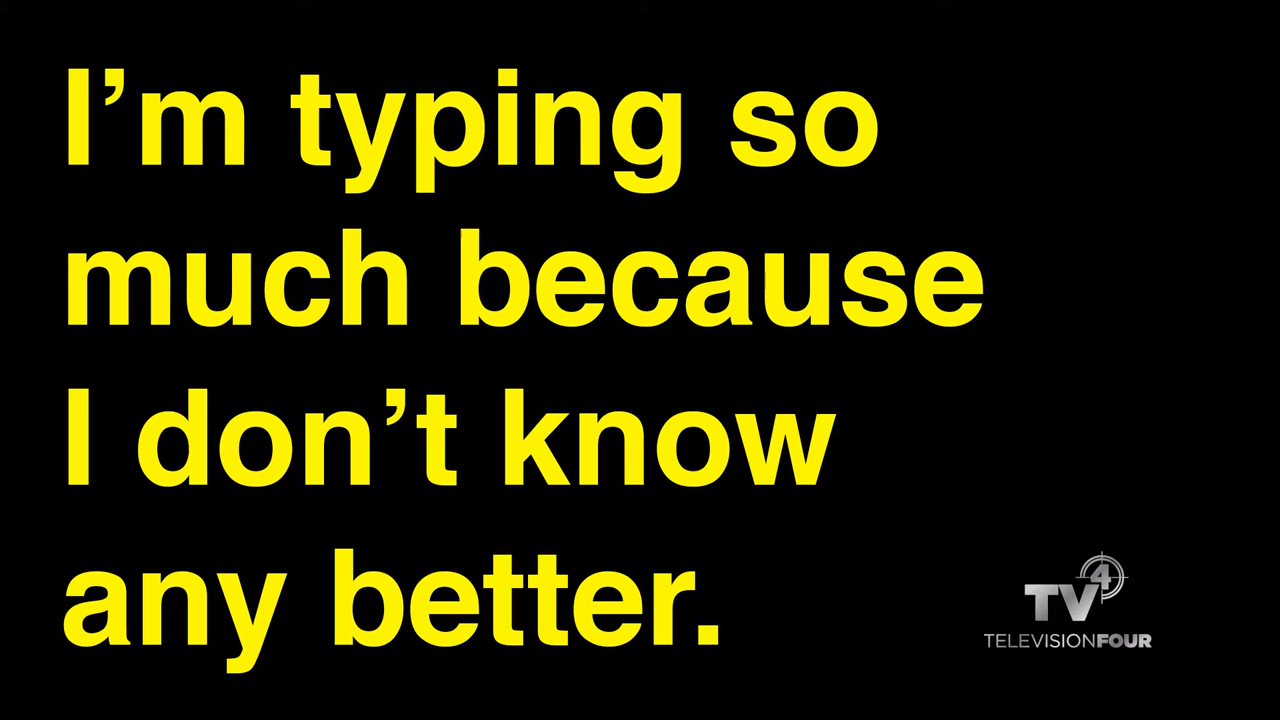 I’m typing so
much because
I don’t know
any better.
TV4
TELEVISIONFOUR